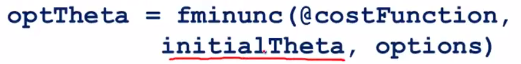 optTheta = fminunc(@costFunction,
initialTheta, options)